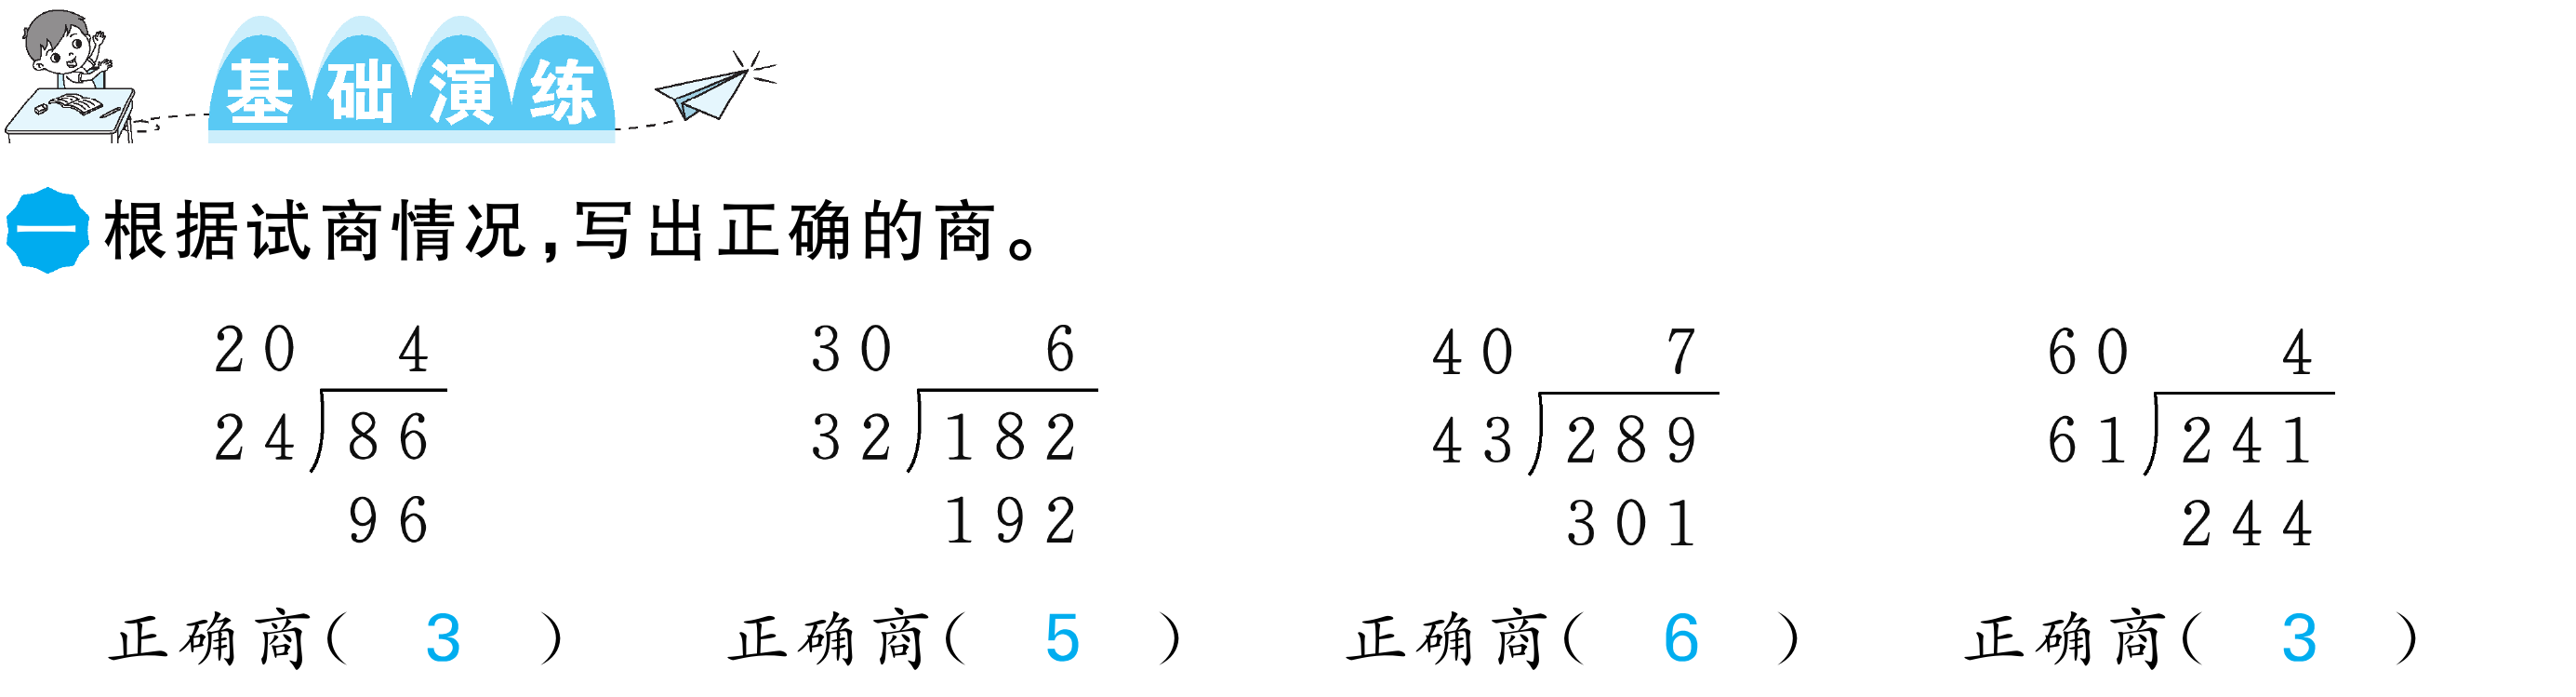 基础演练
一 根据试商情况,写出正确的商。
20 4 30 6 40 7 60 4
24 86 32 182 43 289 61 241
96 192 301 244
正确商( 3 ) 正确商( 5 ) 正确商( 6 ) 正确商( 3 )